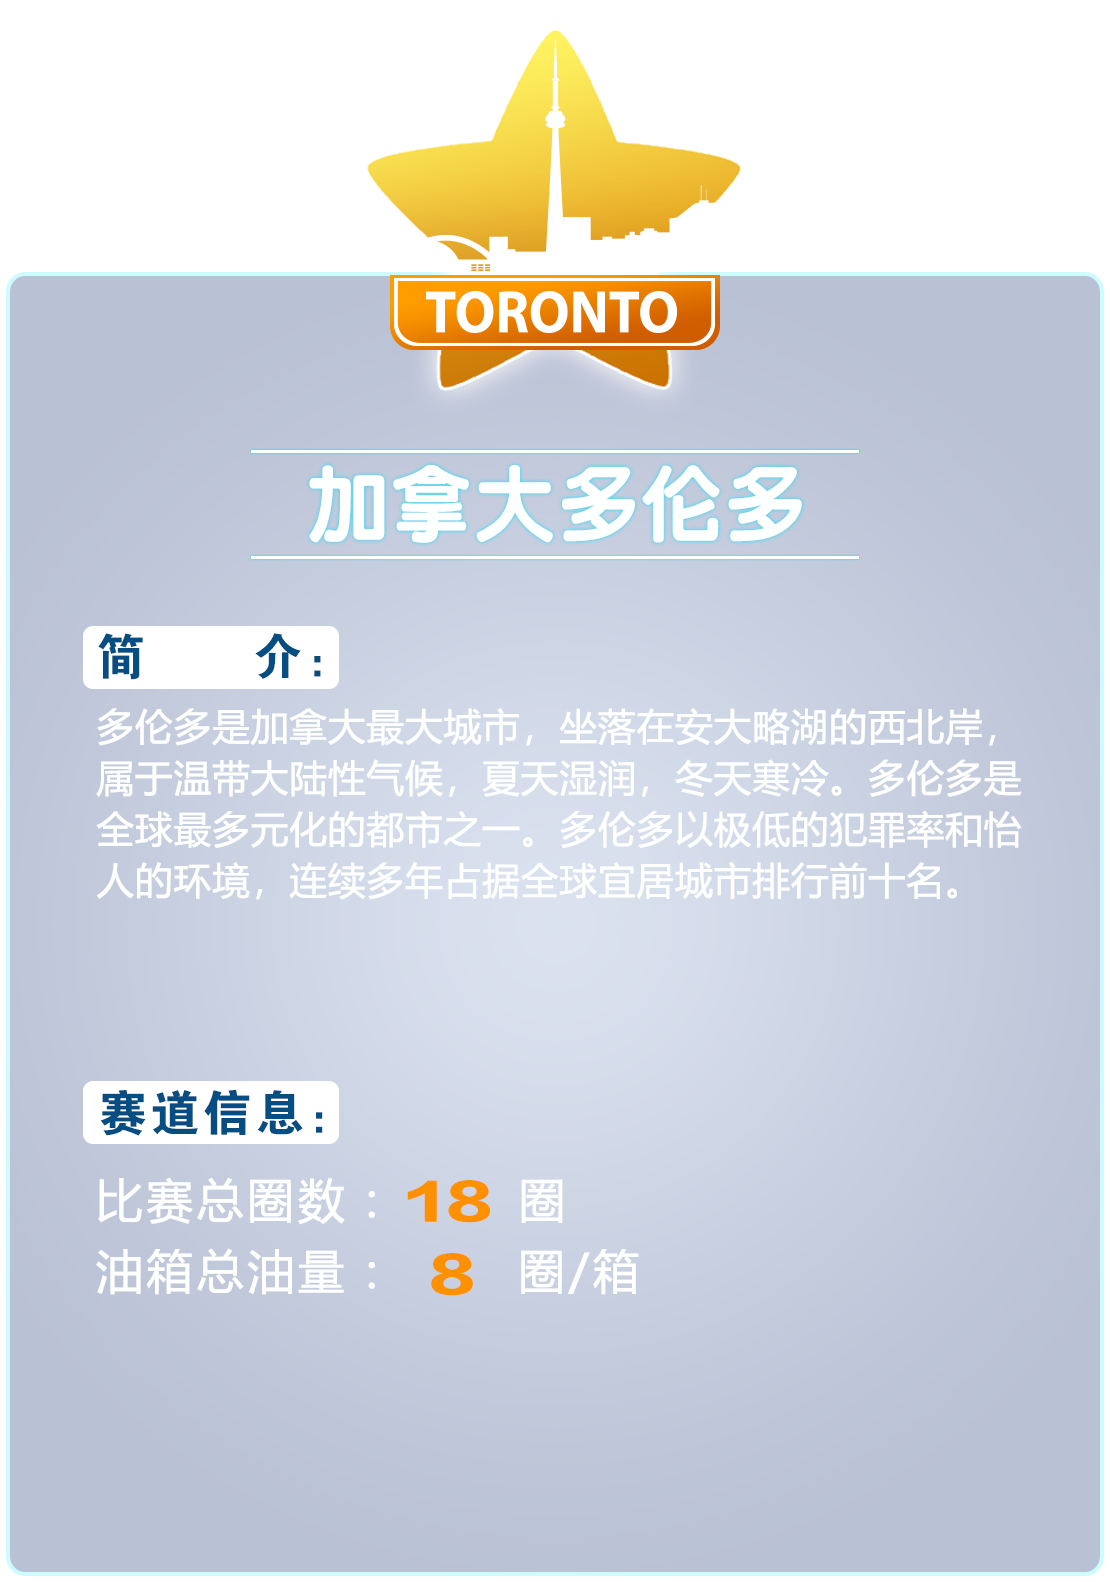 TORONTO
加拿大多伦多
简 介：
多伦多是加拿大最大城市，坐落在安大略湖的西北岸，
属于温带大陆性气候，夏天湿润，冬天寒冷。多伦多是
全球最多元化的都市之一。多伦多以极低的犯罪率和怡
人的环境，连续多年占据全球宜居城市排行前十名。
赛道信息：
比赛总圈数：18 圈
油箱总油量： 8 圈/箱